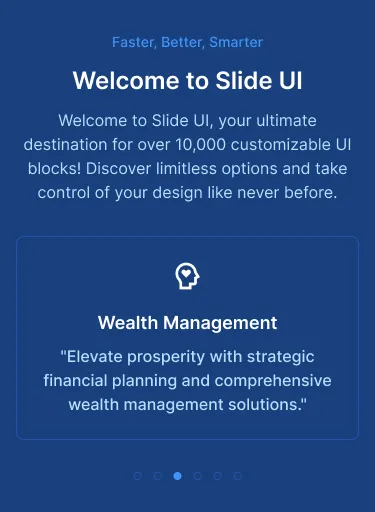 Faster, Better, Smarter
Welcome to Slide UI
Welcome to Slide UI, your ultimate
destination for over 10,000 customizable UI
blocks! Discover limitless options and take
control of your design like never before.
Wealth Management
"Elevate prosperity with strategic
financial planning and comprehensive
wealth management solutions."